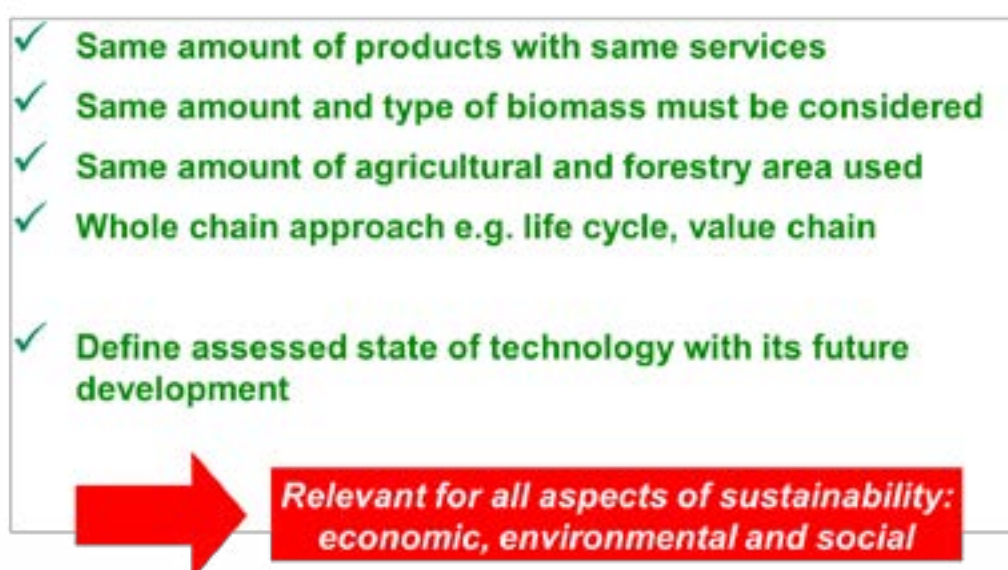 Same amount of products with same services
Same amount and type of biomass must be considered
Same amount of agricultural and forestry area used
Whole chain approach e.g. life cycle, value chain
Define assessed state of technology with its future
development
Relevant for all aspects of sustainability:
economic, environmental and social